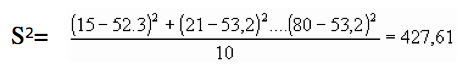 S²= (15 – 52.3)² + (21 – 53,2)²....(80 – 53,2)² / 10 = 427,61